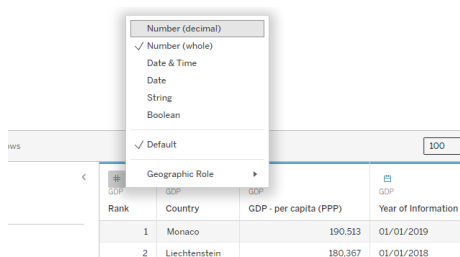 Number (decimal)
Number (whole)
Date & Time
Date
String
Boolean
Default
Geographic Role
ows
100
GDP GDP GDP GDP
Rank Country GDP - per capita (PPP) Year of Information
1 Monaco 190,513 01/01/2019
2 Liechtenstein 180,367 01/01/2018